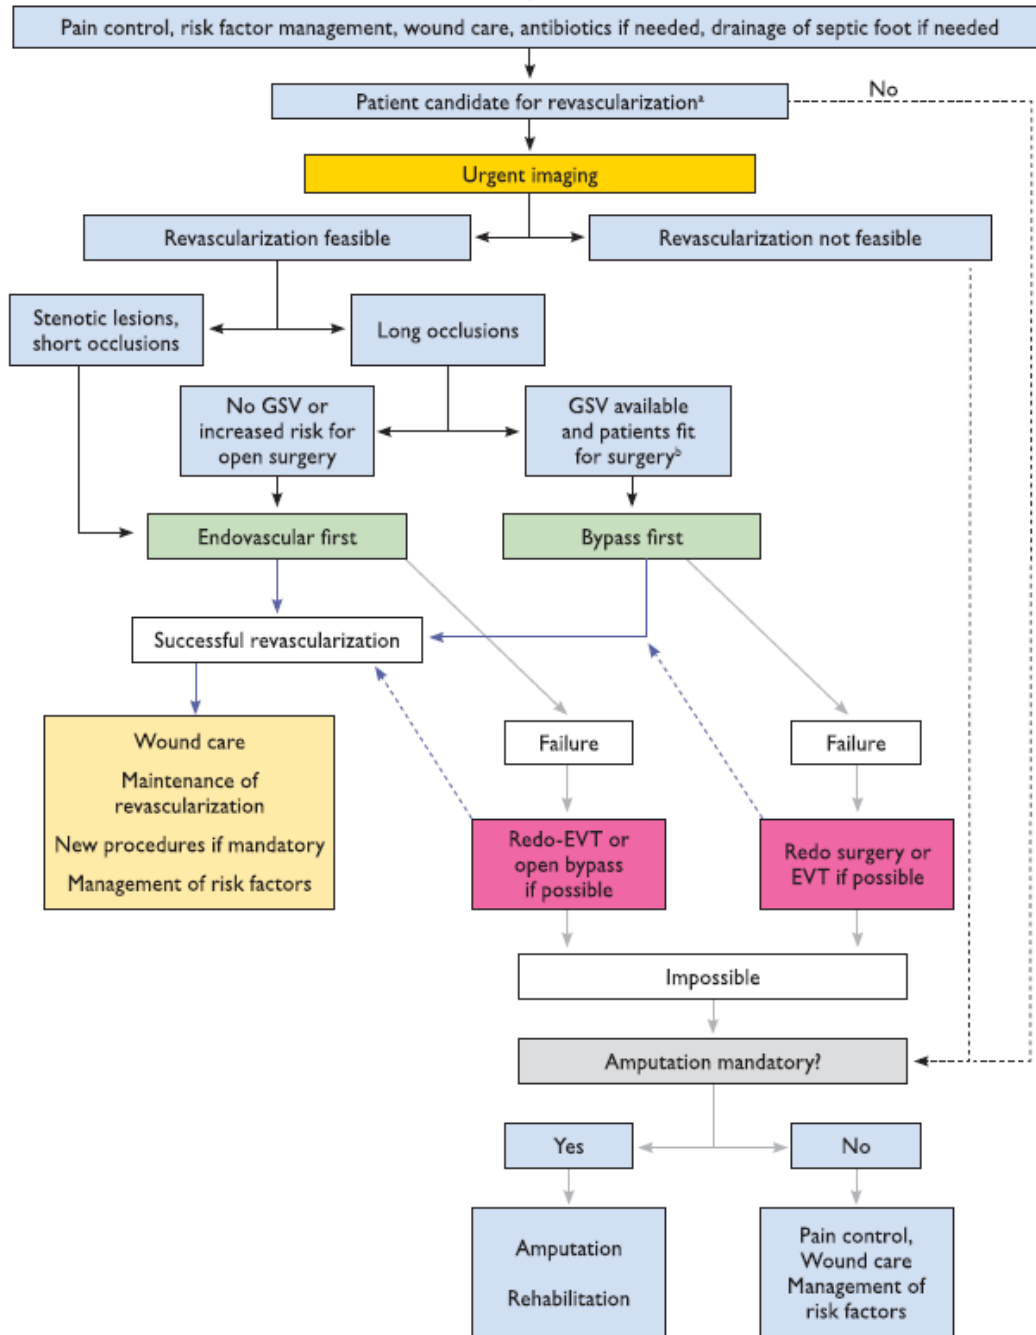 Pain control, risk factor management, wound care, antibiotics if needed, drainage of septic foot if needed
Patient candidate for revascularizationᵃ
No
Urgent imaging
Revascularization feasible
Revascularization not feasible
Stenotic lesions,
short occlusions
Long occlusions
No GSV or
increased risk for
open surgery
GSV available
and patients fit
for surgeryᵇ
Endovascular first
Bypass first
Successful revascularization
Wound care
Maintenance of
revascularization
New procedures if mandatory
Management of risk factors
Failure
Failure
Redo-EVT or
open bypass
if possible
Redo surgery or
EVT if possible
Impossible
Amputation mandatory?
Yes
No
Amputation
Rehabilitation
Pain control,
Wound care
Management of
risk factors